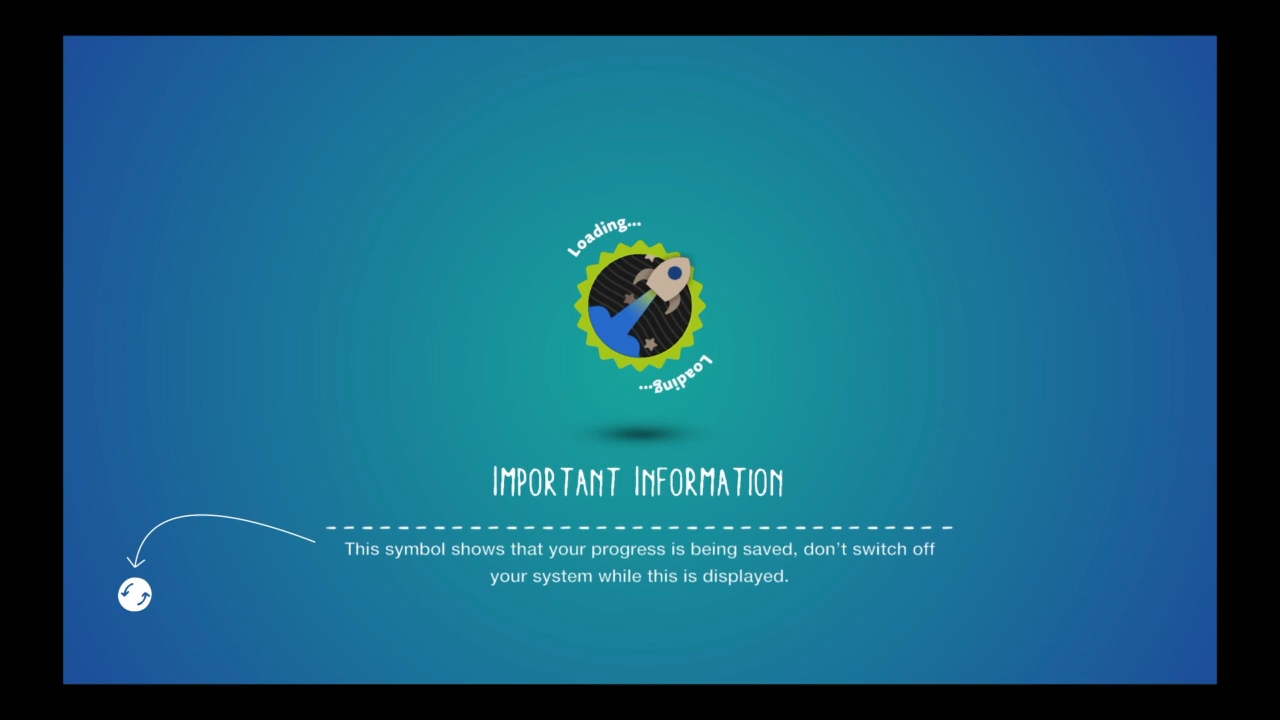 Loading...
Loading...
Important Information
This symbol shows that your progress is being saved, don't switch off
your system while this is displayed.